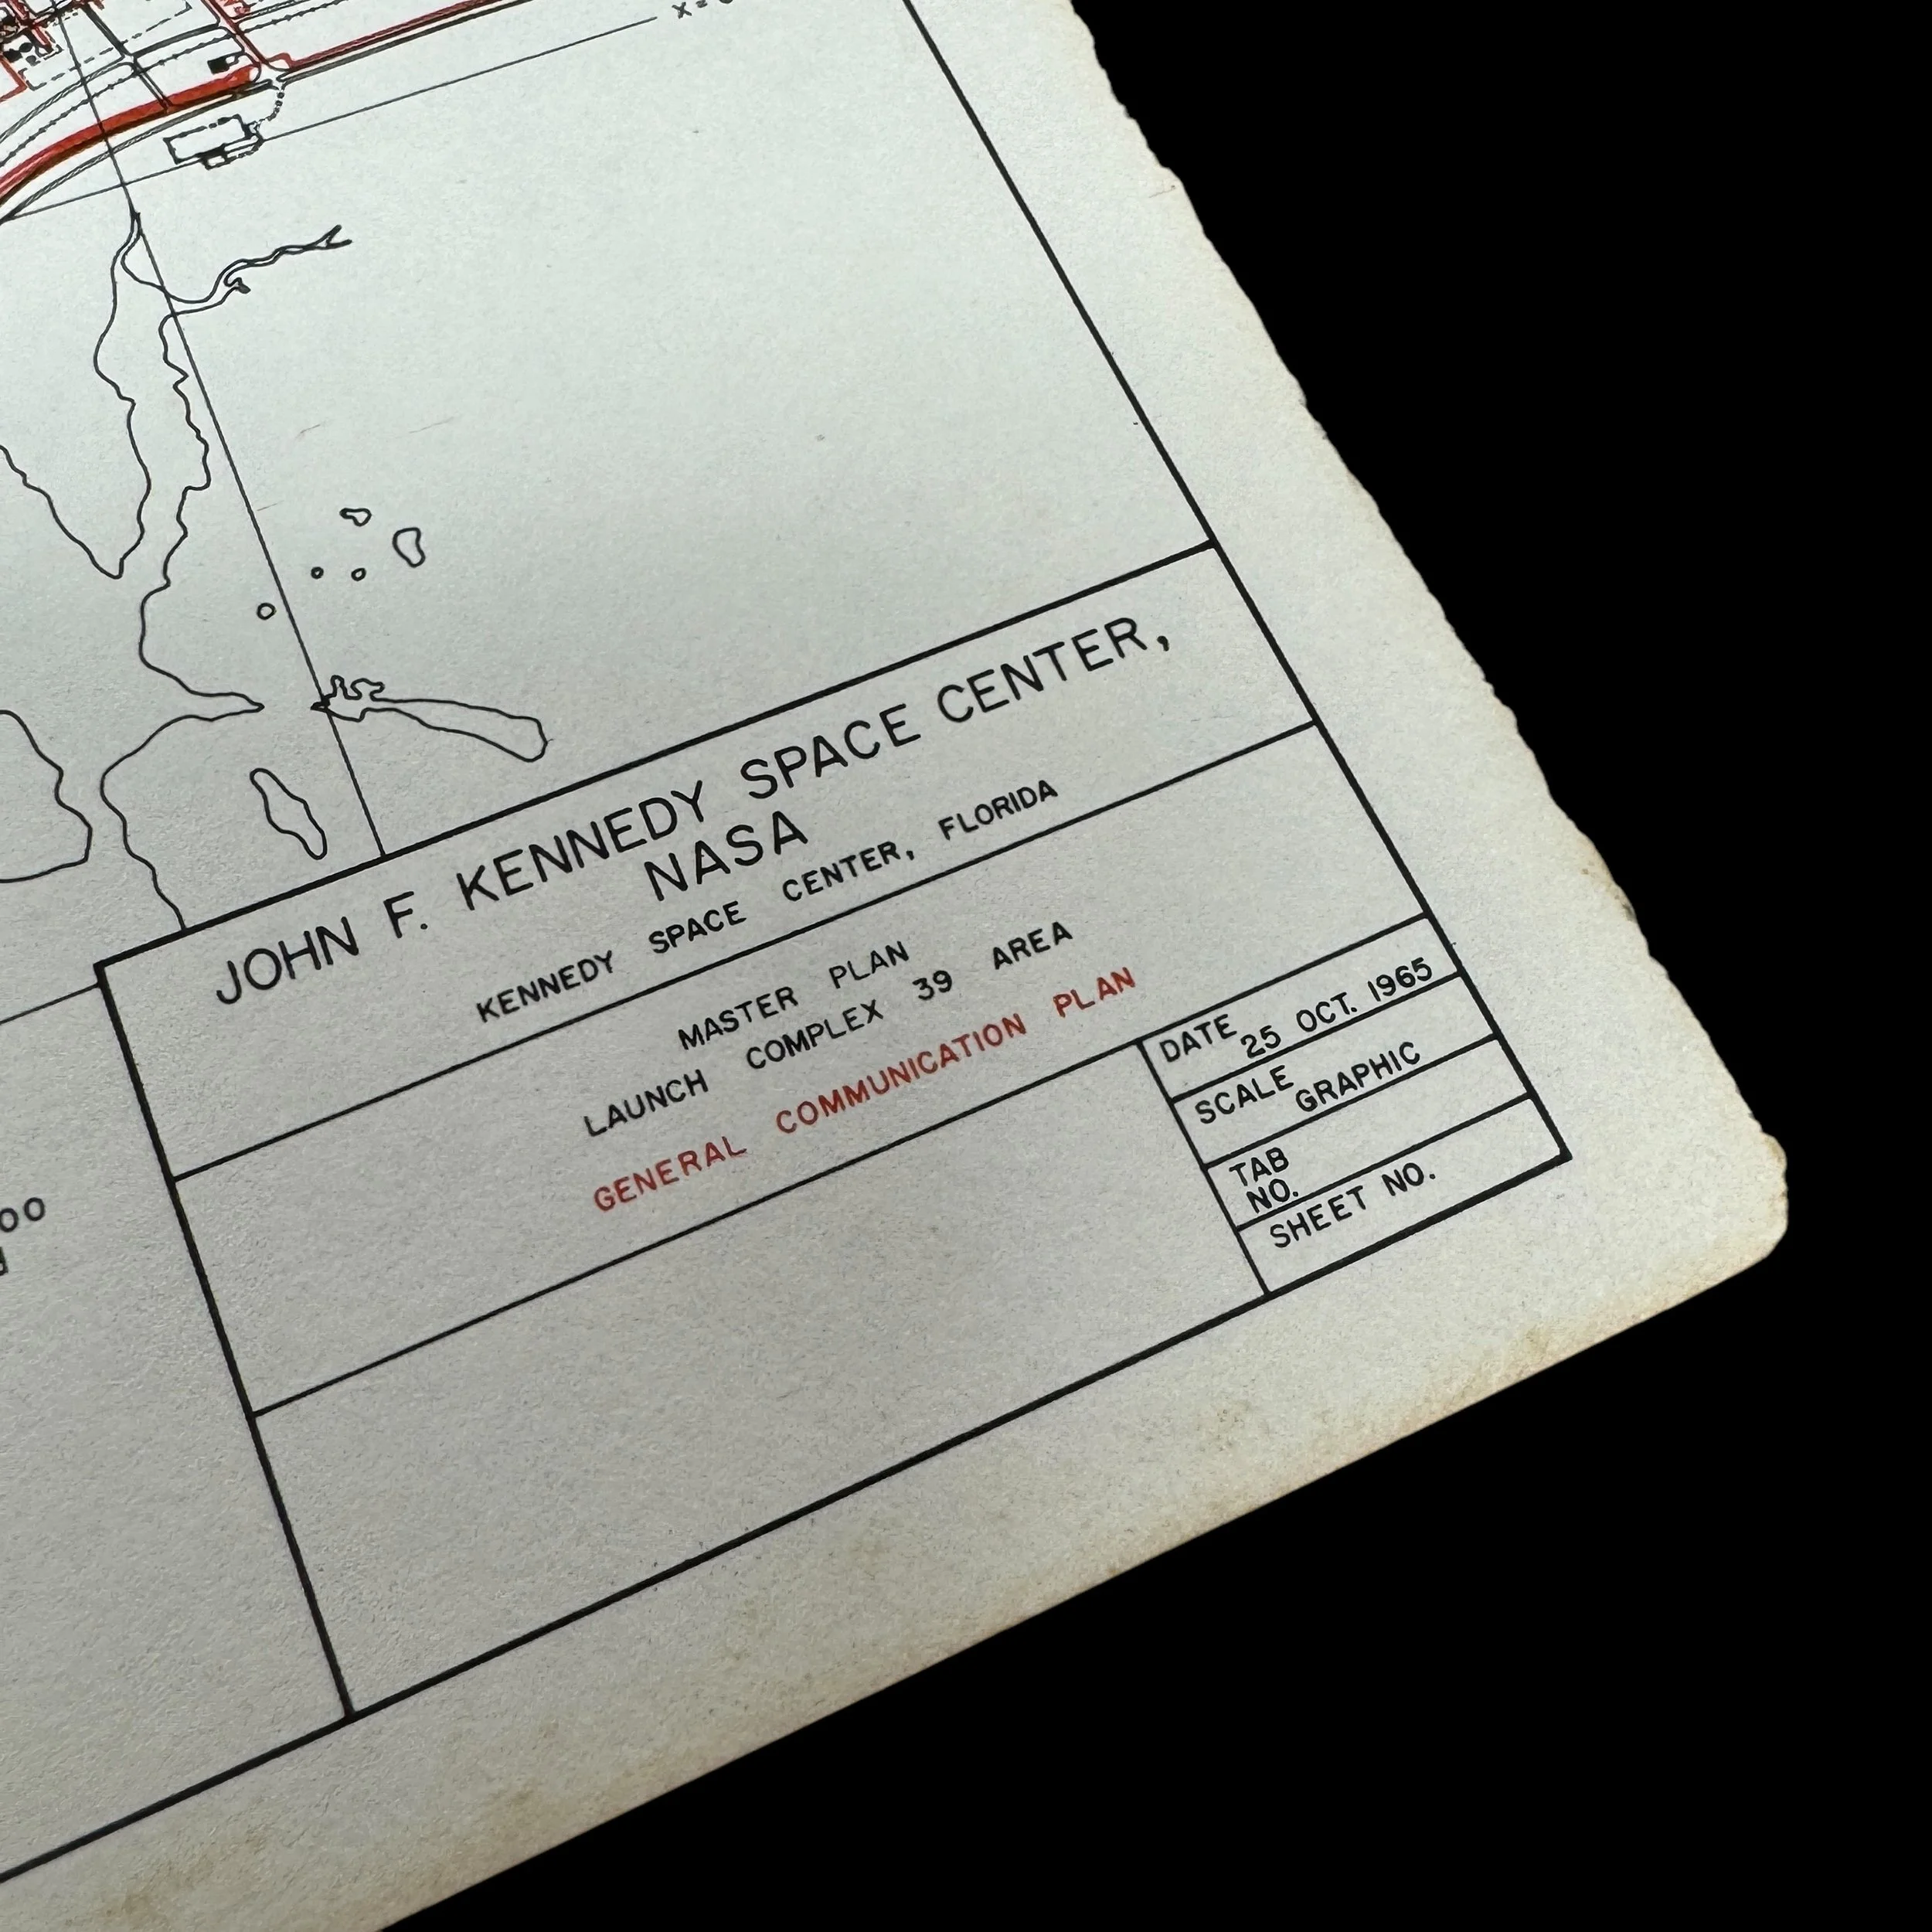 X=
JOHN F. KENNEDY SPACE CENTER,
NASA
KENNEDY SPACE CENTER, FLORIDA
MASTER PLAN
LAUNCH COMPLEX 39 AREA
GENERAL COMMUNICATION PLAN
DATE 25 OCT. 1965
SCALE GRAPHIC
TAB
NO.
SHEET NO.
00